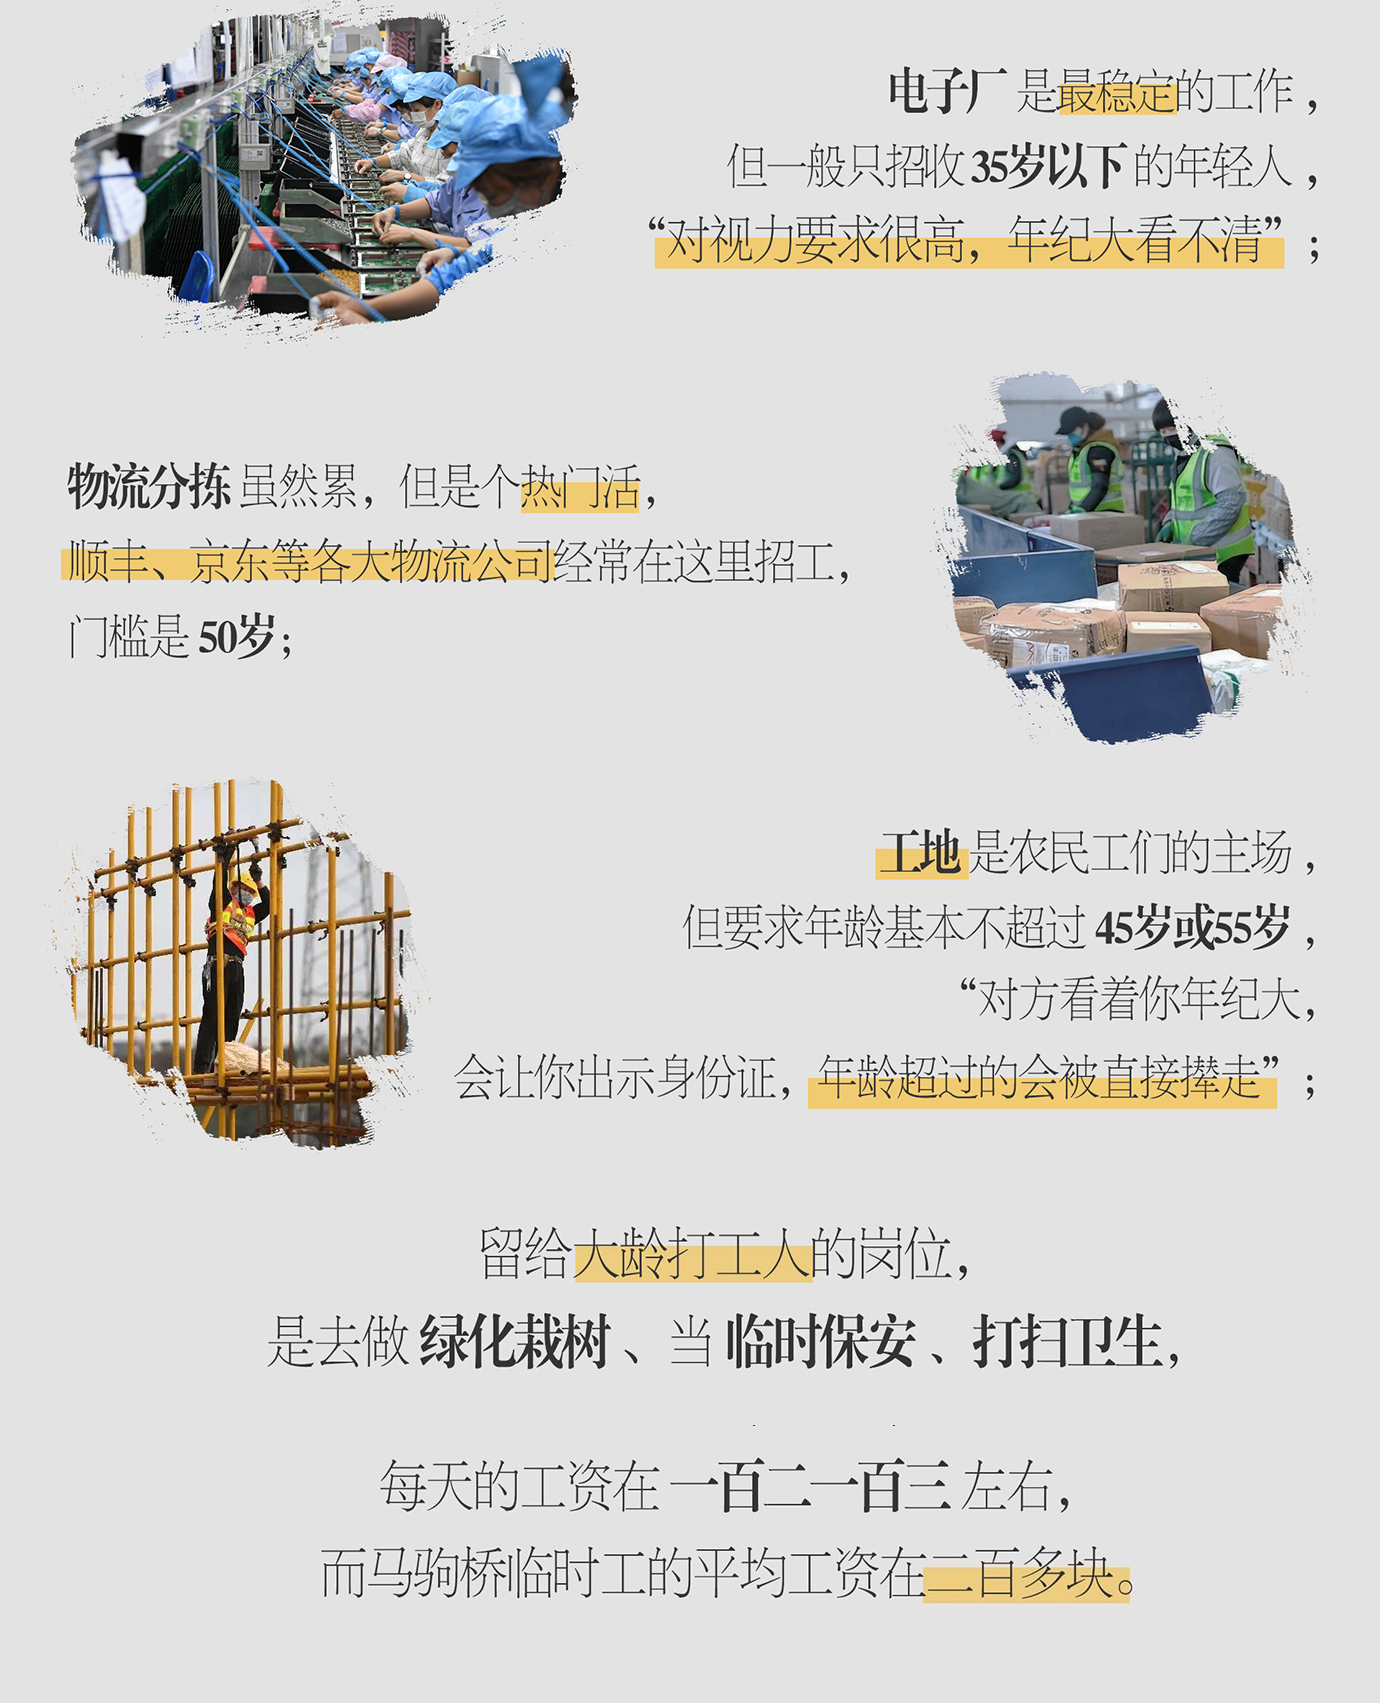 电子厂 是最稳定的工作，
但一般只招收 35岁以下 的年轻人，
“对视力要求很高，年纪大看不清”；
物流分拣 虽然累，但是个热门活，
顺丰、京东等各大物流公司经常在这里招工，
门槛是 50岁；
工地 是农民工们的主场，
但要求年龄基本不超过 45岁或55岁，
“对方看着你年纪大，
会让你出示身份证，年龄超过的会被直接撵走”；
留给大龄打工人的岗位，
是去做 绿化栽树 、当 临时保安 、打扫卫生，
每天的工资在 一百二一百三 左右，
而马驹桥临时工的平均工资在二百多块。